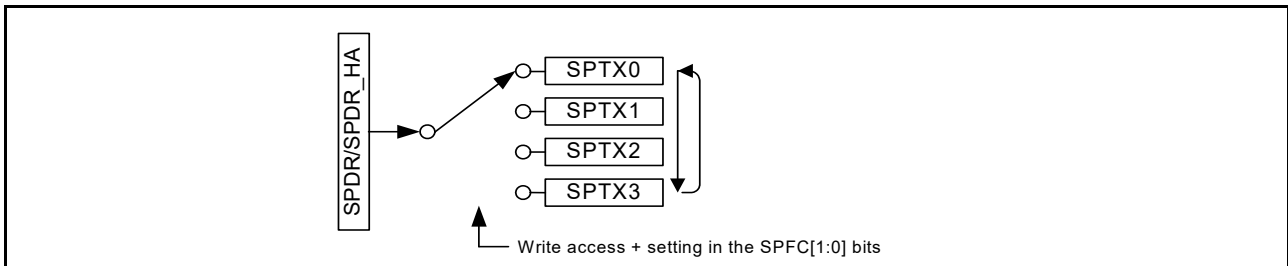 SPDR/SPDR_HA
SPTX0
SPTX1
SPTX2
SPTX3
Write access + setting in the SPFC[1:0] bits